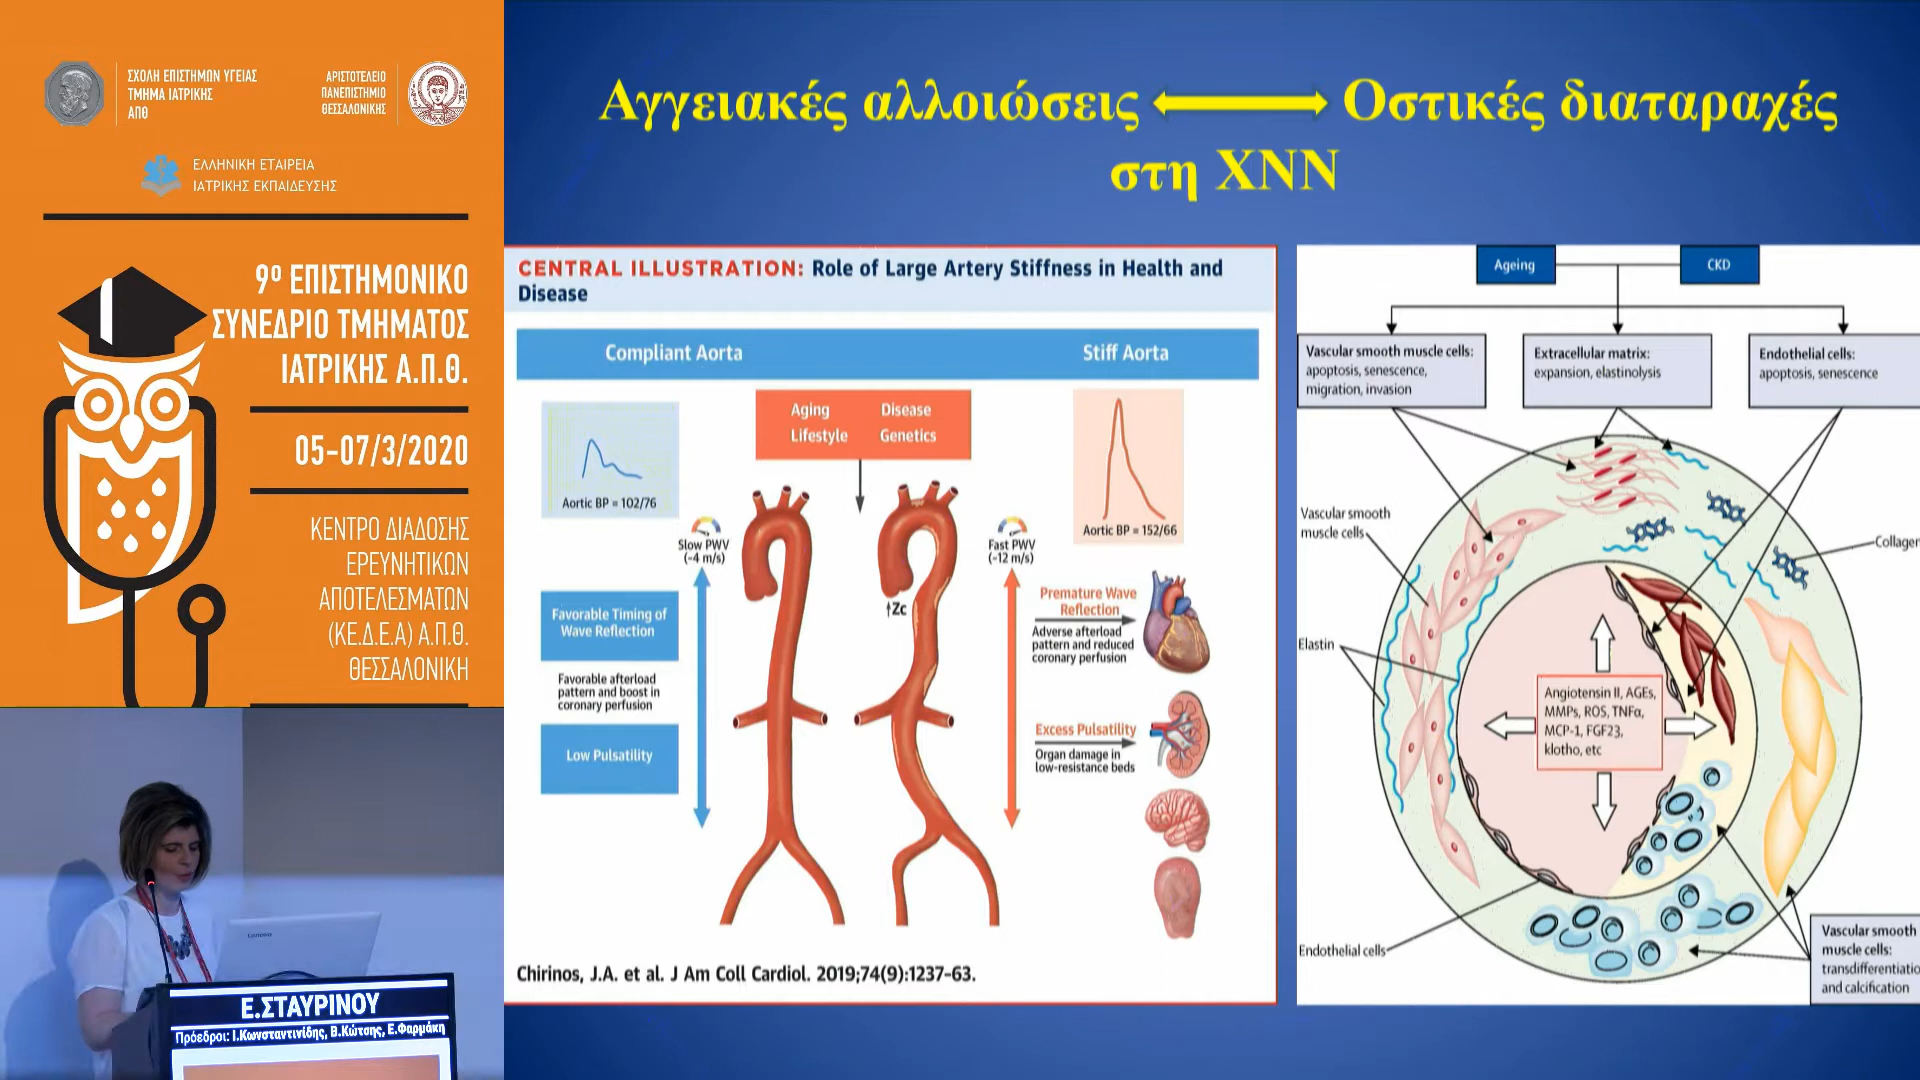 ΣΧΟΛΗ ΕΠΙΣΤΗΜΩΝ ΥΓΕΙΑΣ
ΤΜΗΜΑ ΙΑΤΡΙΚΗΣ
ΑΠΘ
ΑΡΙΣΤΟΤΕΛΕΙΟ
ΠΑΝΕΠΙΣΤΗΜΙΟ
ΘΕΣΣΑΛΟΝΙΚΗΣ
ΕΛΛΗΝΙΚΗ ΕΤΑΙΡΕΙΑ
ΙΑΤΡΙΚΗΣ ΕΚΠΑΙΔΕΥΣΗΣ
9ο ΕΠΙΣΤΗΜΟΝΙΚΟ
ΣΥΝΕΔΡΙΟ ΤΜΗΜΑΤΟΣ
ΙΑΤΡΙΚΗΣ Α.Π.Θ.
05-07/3/2020
ΚΕΝΤΡΟ ΔΙΑΔΟΣΗΣ
ΕΡΕΥΝΗΤΙΚΩΝ
ΑΠΟΤΕΛΕΣΜΑΤΩΝ
(ΚΕ.Δ.Ε.Α) Α.Π.Θ.
ΘΕΣΣΑΛΟΝΙΚΗ
Lenovo
Ε.ΣΤΑΥΡΙΝΟΥ
Πρόεδροι: Ι.Κωνσταντινίδης, Β.Κώτσης, Ε.Φαρμάκη
Αγγειακές αλλοιώσεις Οστικές διαταραχές
στη ΧΝΝ
CENTRAL ILLUSTRATION: Role of Large Artery Stiffness in Health and
Disease
Compliant Aorta
Stiff Aorta
Aortic BP = 102/76
Aging Disease
Lifestyle Genetics
Aortic BP = 152/66
Slow PWV
(~4 m/s)
Fast PWV
(~12 m/s)
↑Zc
Favorable Timing of
Wave Reflection
Favorable afterload
pattern and boost in
coronary perfusion
Low Pulsatility
Premature Wave
Reflection
Adverse afterload
pattern and reduced
coronary perfusion
Excess Pulsatility
Organ damage in
low-resistance beds
Chirinos, J.A. et al. J Am Coll Cardiol. 2019;74(9):1237-63.
Ageing
CKD
Vascular smooth muscle cells:
apoptosis, senescence,
migration, invasion
Extracellular matrix:
expansion, elastinolysis
Endothelial cells:
apoptosis, senescence
Vascular smooth
muscle cells
Collagen
Elastin
Angiotensin II, AGEs,
MMPs, ROS, TNFα,
MCP-1, FGF23,
klotho, etc
Endothelial cells
Vascular smooth
muscle cells:
transdifferentiatio
and calcification